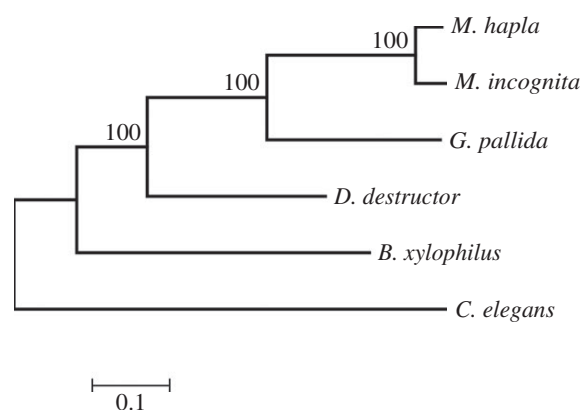 M. hapla
100
M. incognita
100
G. pallida
100
D. destructor
B. xylophilus
C. elegans
0.1